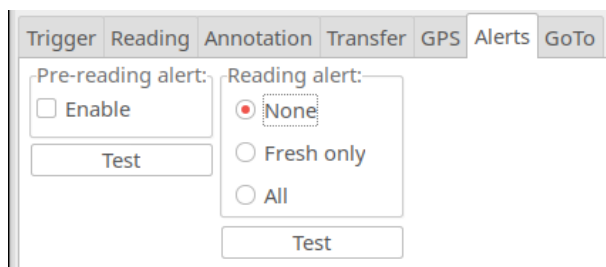 Trigger Reading Annotation Transfer GPS Alerts GoTo
Pre-reading alert:
Enable
Test
Reading alert:
None
Fresh only
All
Test